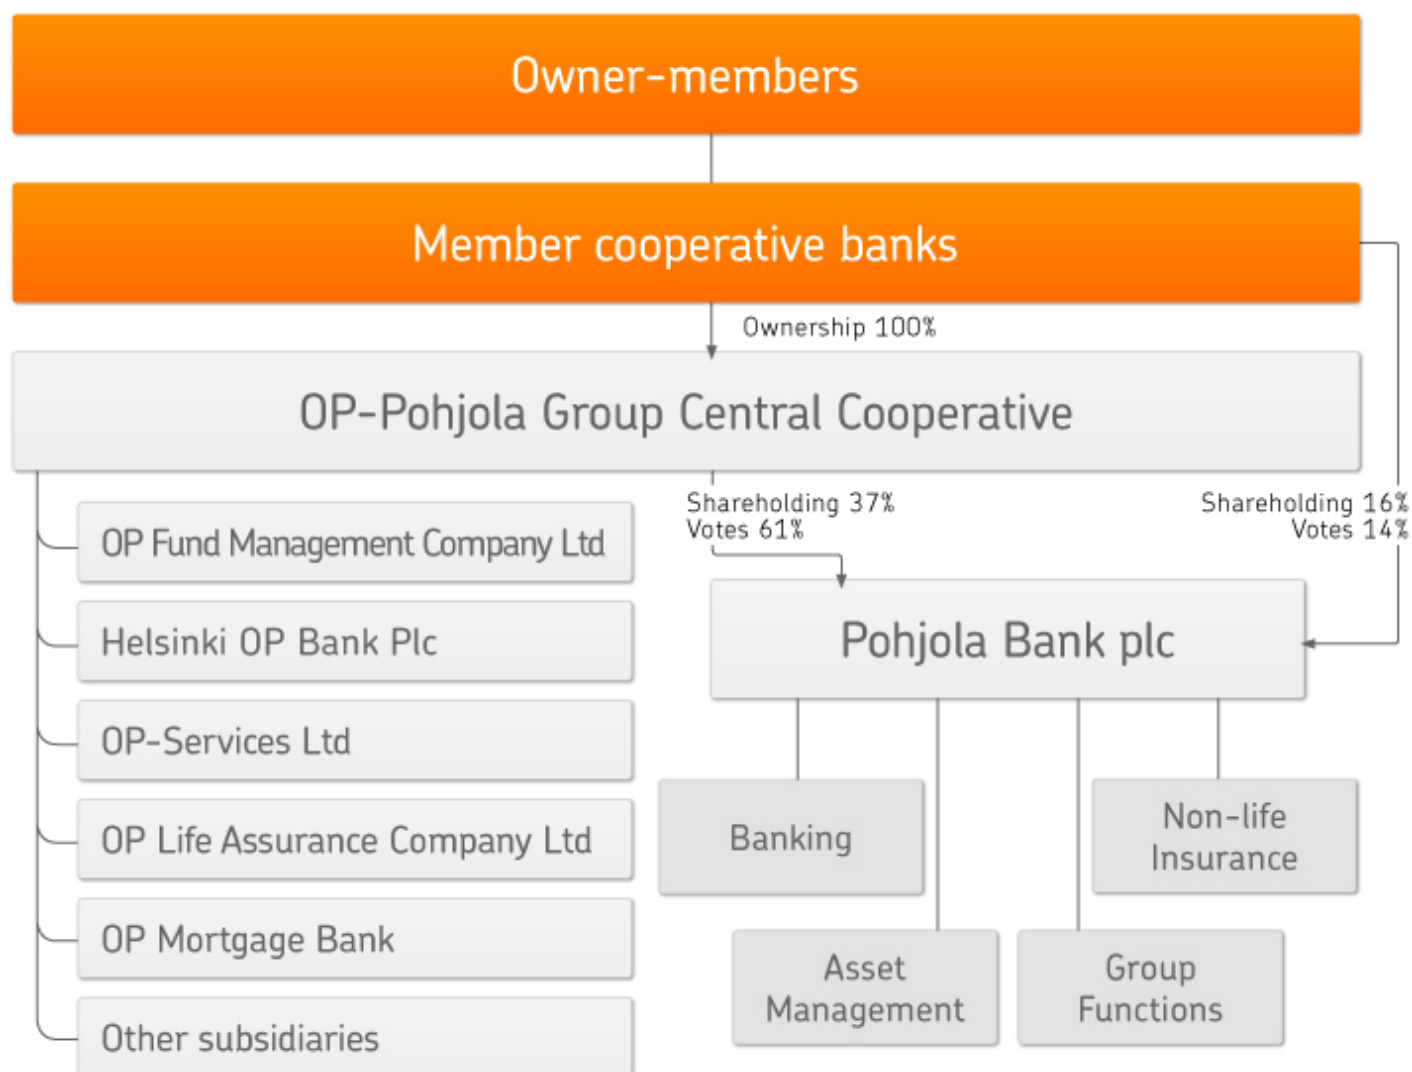 Owner-members
Member cooperative banks
Ownership 100%
OP-Pohjola Group Central Cooperative
Shareholding 37%
Votes 61%
Shareholding 16%
Votes 14%
OP Fund Management Company Ltd
Helsinki OP Bank Plc
OP-Services Ltd
OP Life Assurance Company Ltd
OP Mortgage Bank
Other subsidiaries
Pohjola Bank plc
Banking
Non-life
Insurance
Asset
Management
Group
Functions